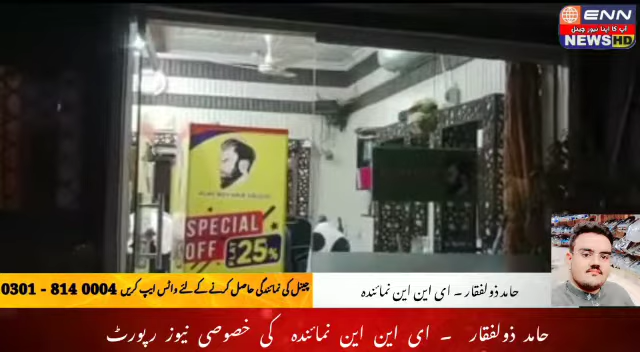 ENN
آپ کا اپنا نیوز چینل
NEWS HD
SPECIAL
OFF
25%
حامد ذولفقار ۔ ای این این نمائندہ
چینل کی نمائندگی حاصل کرنے کے لئے واٹس ایپ کریں 0004 814 - 0301
حامد ذولفقار ۔ ای این این نمائندہ کی خصوصی نیوز رپورٹ